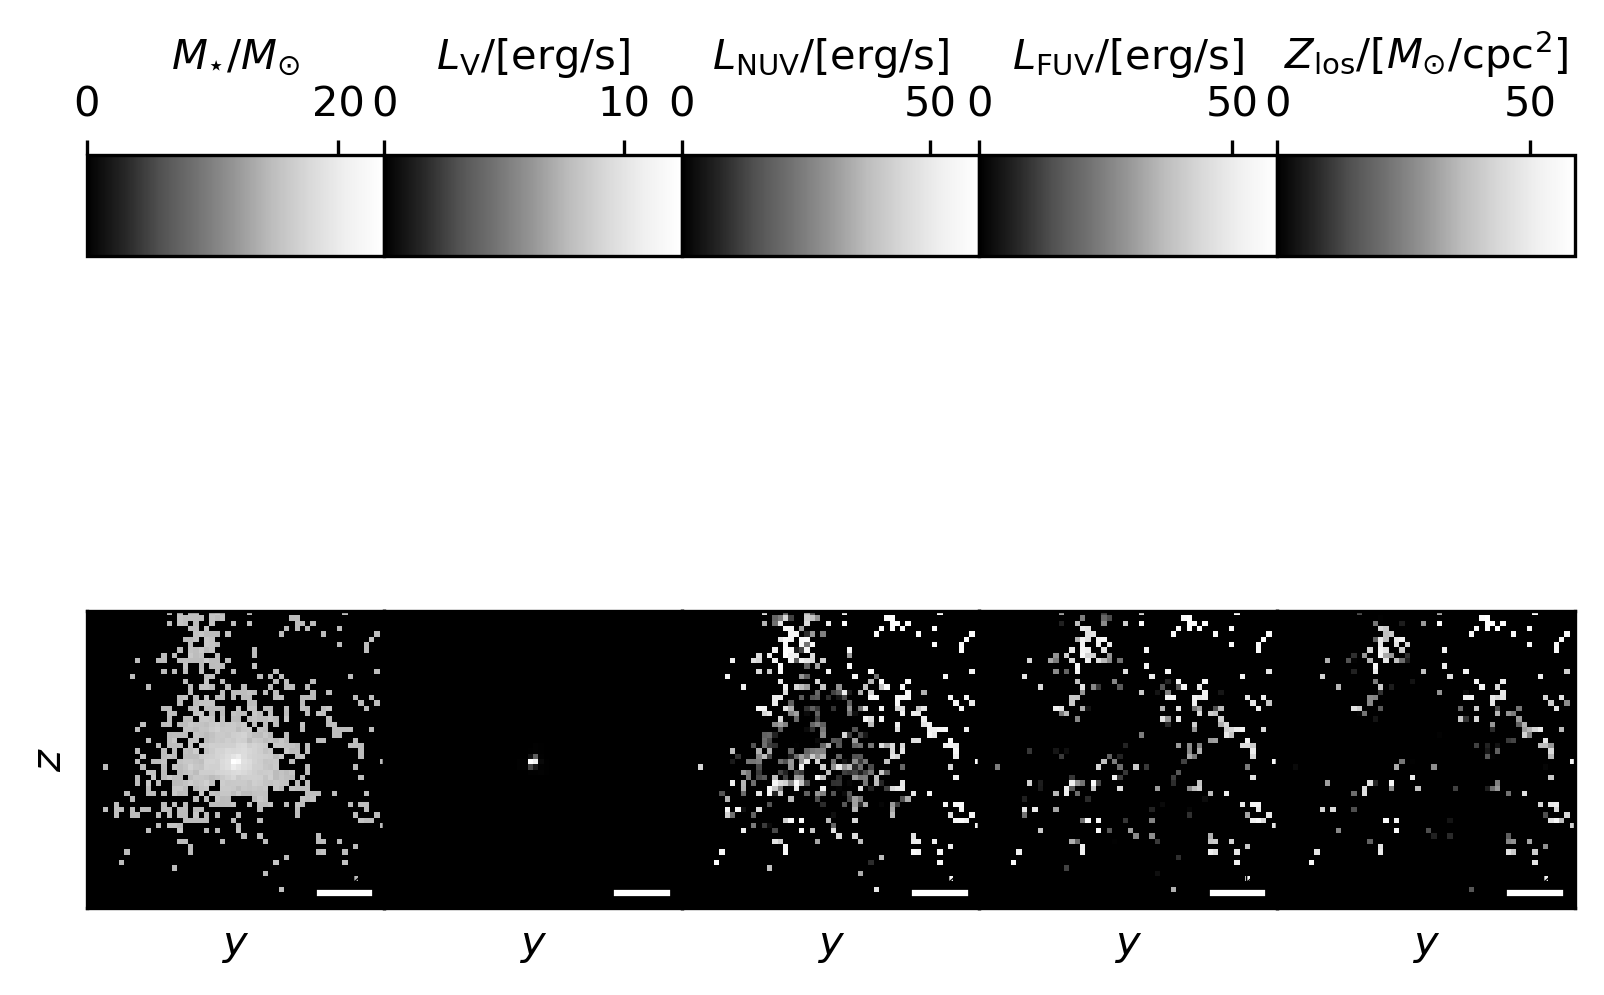 M⋆/M⊙ L_V/[erg/s] L_NUV/[erg/s] L_FUV/[erg/s] Z_los/[M⊙/cpc²]
0 20 0 10 0 50 0 50 0 50
z
y y y y y